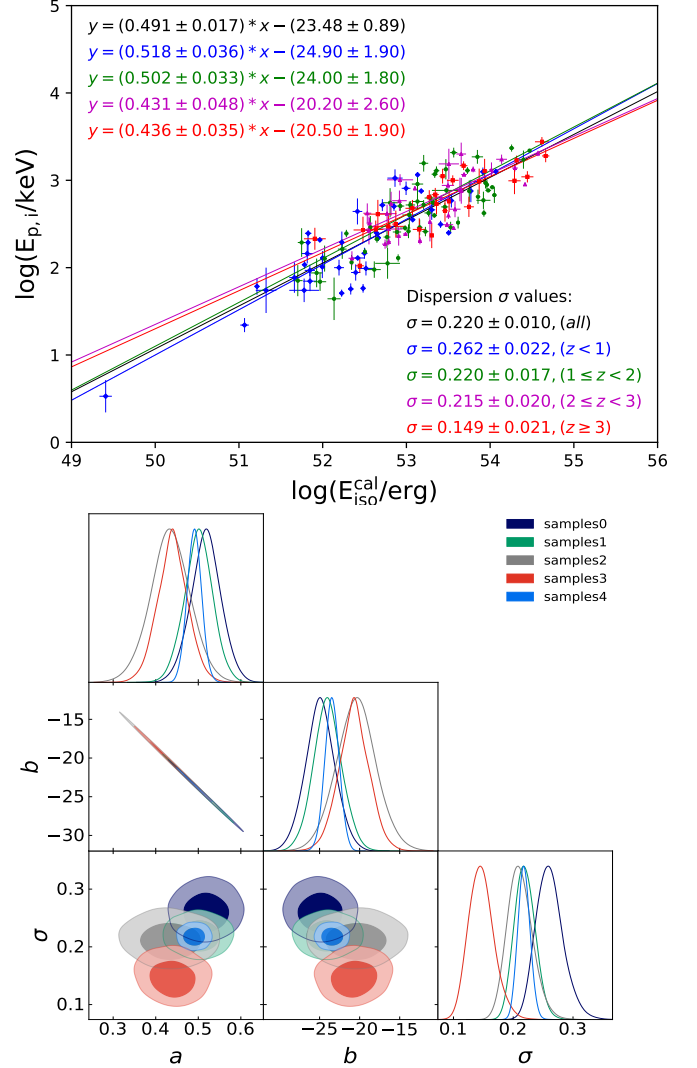 y = (0.491 ± 0.017) * x − (23.48 ± 0.89)
y = (0.518 ± 0.036) * x − (24.90 ± 1.90)
y = (0.502 ± 0.033) * x − (24.00 ± 1.80)
y = (0.431 ± 0.048) * x − (20.20 ± 2.60)
y = (0.436 ± 0.035) * x − (20.50 ± 1.90)
5
4
3
2
1
0
log(E_{p,i}/keV)
Dispersion σ values:
σ = 0.220 ± 0.010, (all)
σ = 0.262 ± 0.022, (z < 1)
σ = 0.220 ± 0.017, (1 ≤ z < 2)
σ = 0.215 ± 0.020, (2 ≤ z < 3)
σ = 0.149 ± 0.021, (z ≥ 3)
49 50 51 52 53 54 55 56
log(E_{iso}^{cal}/erg)
samples0
samples1
samples2
samples3
samples4
−15
−20
−25
−30
b
0.3
0.2
0.1
σ
0.3 0.4 0.5 0.6
−25 −20 −15
0.1 0.2 0.3
a
b
σ